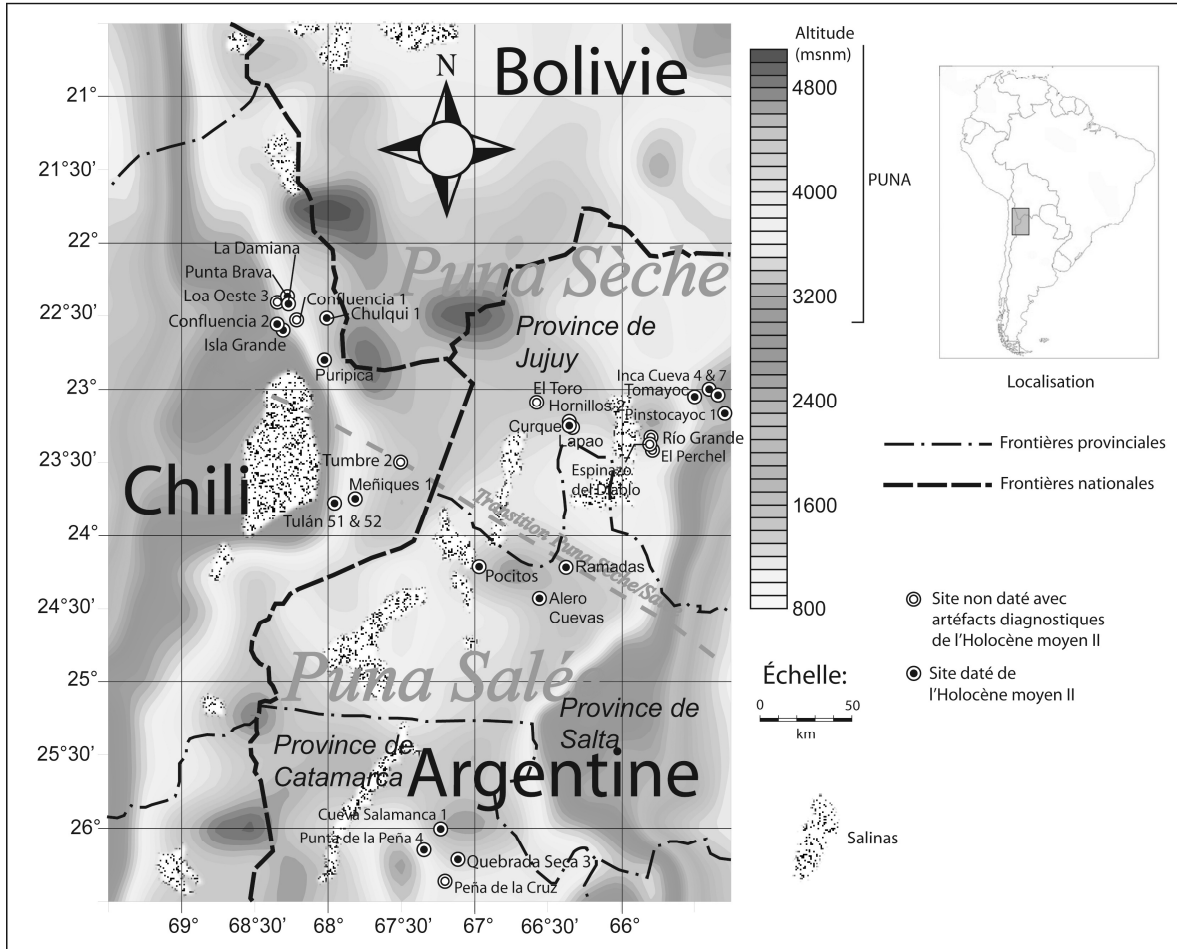 Bolivie
N
Altitude
(msnm)
4800
4000
3200
2400
1600
800
PUNA
Localisation
21°
21°30'
22°
22°30'
23°
23°30'
24°
24°30'
25°
25°30'
26°
Puna Sèche
La Damiana
Punta Brava
Loa Oeste 3
Confluencia 1
Chulqui 1
Confluencia 2
Isla Grande
Puripica
Province de
Jujuy
Inca Cueva 4 & 7
Tomayoc
Pinstocayoc 1
El Toro
Hornillos 2
Curque
Lapao
Río Grande
El Perchel
Espinazo
del Diablo
Chili
Tumbre 2
Meñiques 1
Tulán 51 & 52
Transition Puna Sèche/Sa
Pocitos
Ramadas
Alero
Cuevas
Puna Salé
Province de
Salta
Province de
Catamarca
Argentine
Cueva Salamanca 1
Punta de la Peña 4
Quebrada Seca 3
Peña de la Cruz
69°
68°30'
68°
67°30'
67°
66°30'
66°
Frontières provinciales
Frontières nationales
Site non daté avec
artéfacts diagnostiques
de l'Holocène moyen II
Site daté de
l'Holocène moyen II
Échelle:
0 50
km
Salinas